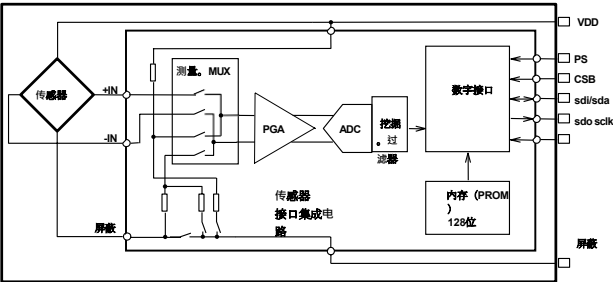 VDD
PS
CSB
sdi/sda
sdo sclk
测量。MUX
传感器
+IN
-IN
PGA
ADC
挖掘
。过
滤器
数字接口
内存（PROM
）
128位
传感器
接口集成电
路
屏蔽
屏蔽